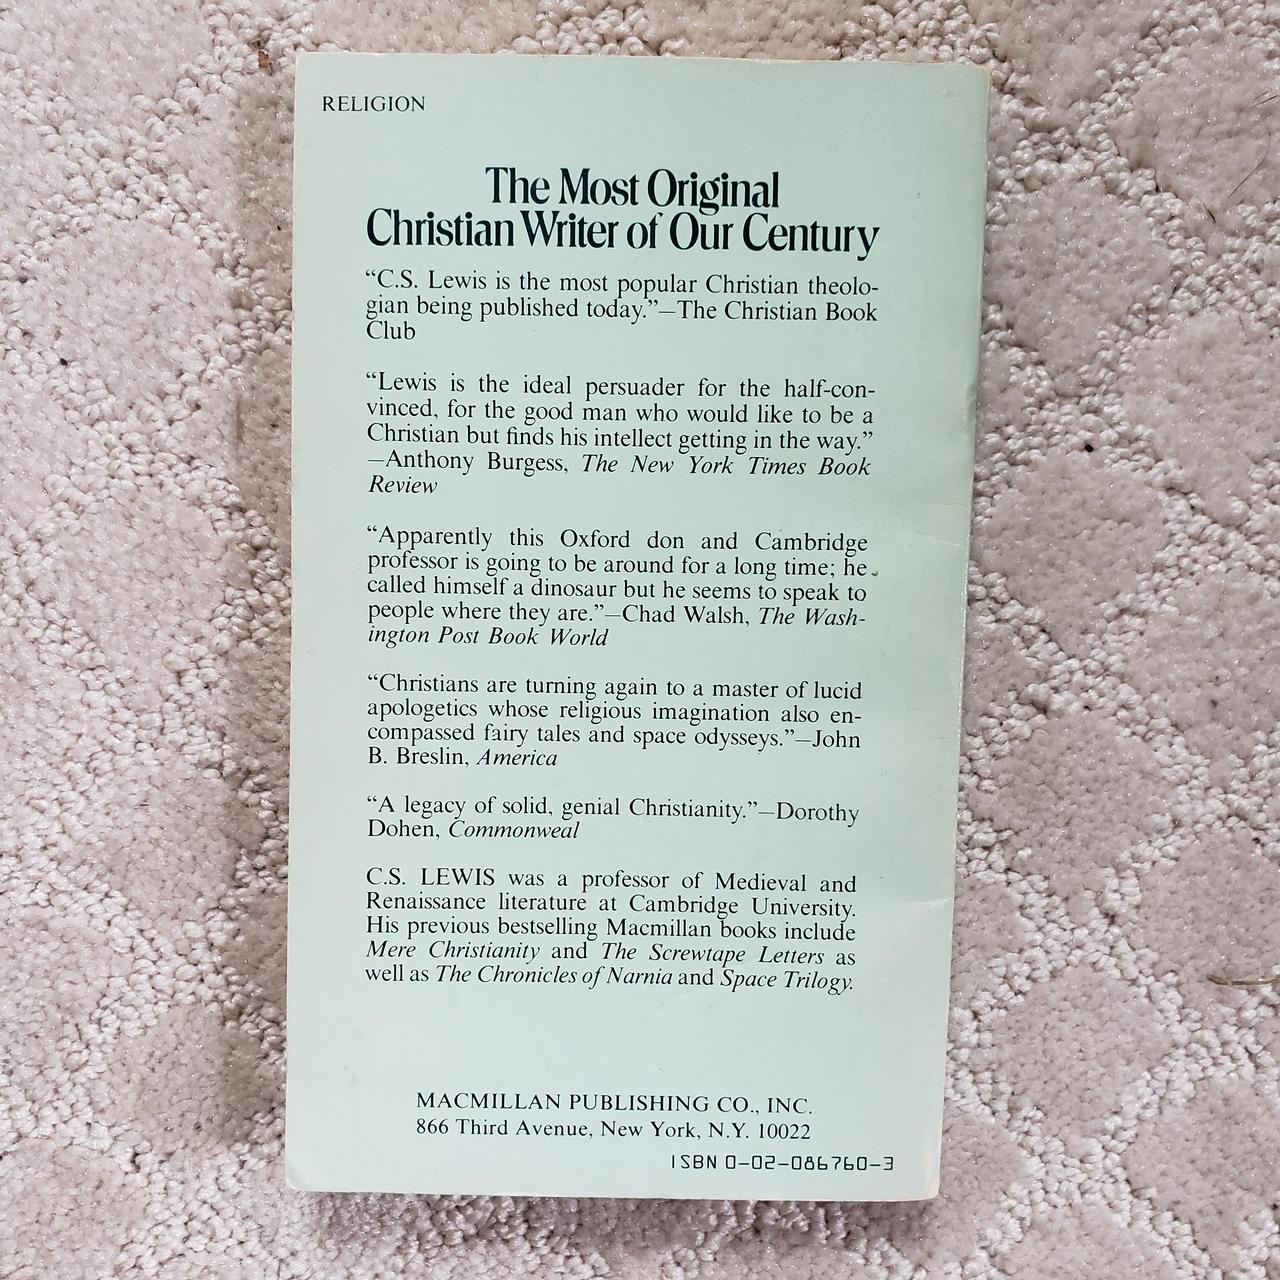 RELIGION
The Most Original
Christian Writer of Our Century
“C.S. Lewis is the most popular Christian theolo-
gian being published today.”—The Christian Book
Club
“Lewis is the ideal persuader for the half-con-
vinced, for the good man who would like to be a
Christian but finds his intellect getting in the way.”
—Anthony Burgess, The New York Times Book
Review
“Apparently this Oxford don and Cambridge
professor is going to be around for a long time; he
called himself a dinosaur but he seems to speak to
people where they are.”—Chad Walsh, The Wash-
ington Post Book World
“Christians are turning again to a master of lucid
apologetics whose religious imagination also en-
compassed fairy tales and space odysseys.”—John
B. Breslin, America
“A legacy of solid, genial Christianity.”—Dorothy
Dohen, Commonweal
C.S. LEWIS was a professor of Medieval and
Renaissance literature at Cambridge University.
His previous bestselling Macmillan books include
Mere Christianity and The Screwtape Letters as
well as The Chronicles of Narnia and Space Trilogy.
MACMILLAN PUBLISHING CO., INC.
866 Third Avenue, New York, N.Y. 10022
ISBN 0-02-086760-3